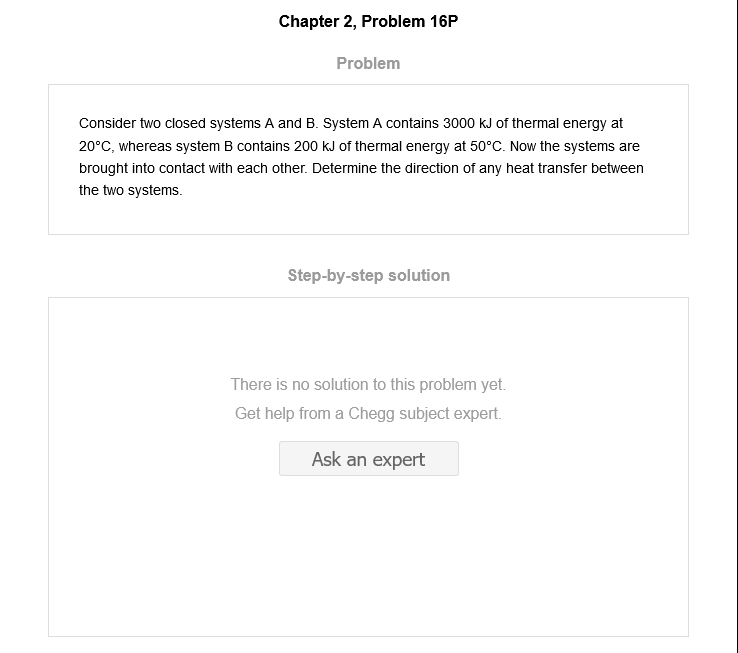 Chapter 2, Problem 16P
Problem
Consider two closed systems A and B. System A contains 3000 kJ of thermal energy at
20°C, whereas system B contains 200 kJ of thermal energy at 50°C. Now the systems are
brought into contact with each other. Determine the direction of any heat transfer between
the two systems.
Step-by-step solution
There is no solution to this problem yet.
Get help from a Chegg subject expert.
Ask an expert